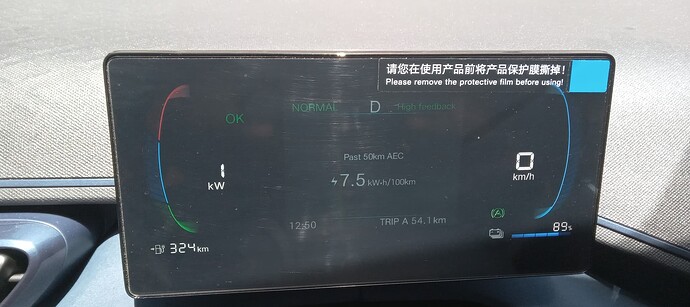 请您在使用产品前将产品保护膜撕掉!
Please remove the protective film before using!
OK
NORMAL
D
High feedback
1
kW
Past 50km AEC
7.5 kW·h/100km
0
km/h
12:50
TRIP A 54.1km
A
324km
89%